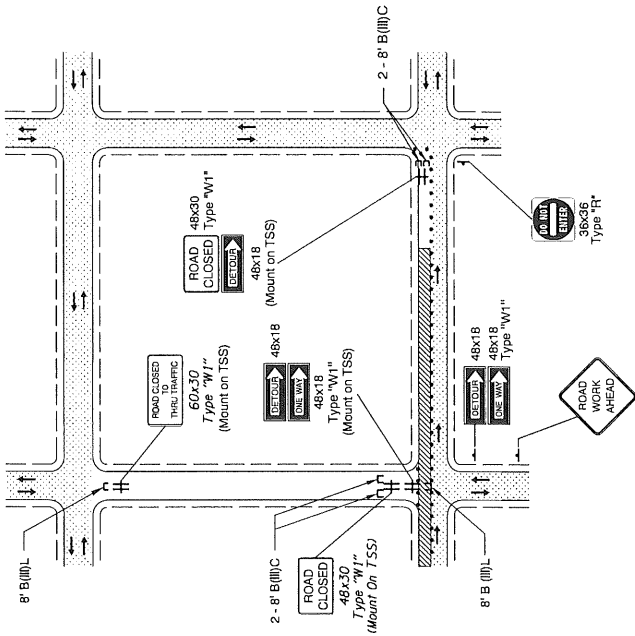 2 - 8' B(III)C
ROAD
CLOSED
DETOUR
48x30
Type "W1"
48x18
(Mount on TSS)
DO NOT
ENTER
36x36
Type "R"
ROAD CLOSED
TO
THRU TRAFFIC
60x30
Type "W1"
(Mount on TSS)
DETOUR
48x18
ONE WAY
48x18
Type "W1"
(Mount on TSS)
DETOUR
48x18
ONE WAY
48x18
Type "W1"
ROAD
WORK
AHEAD
8' B(III)L
2 - 8' B(III)C
ROAD
CLOSED
48x30
Type "W1"
(Mount On TSS)
8' B(III)L